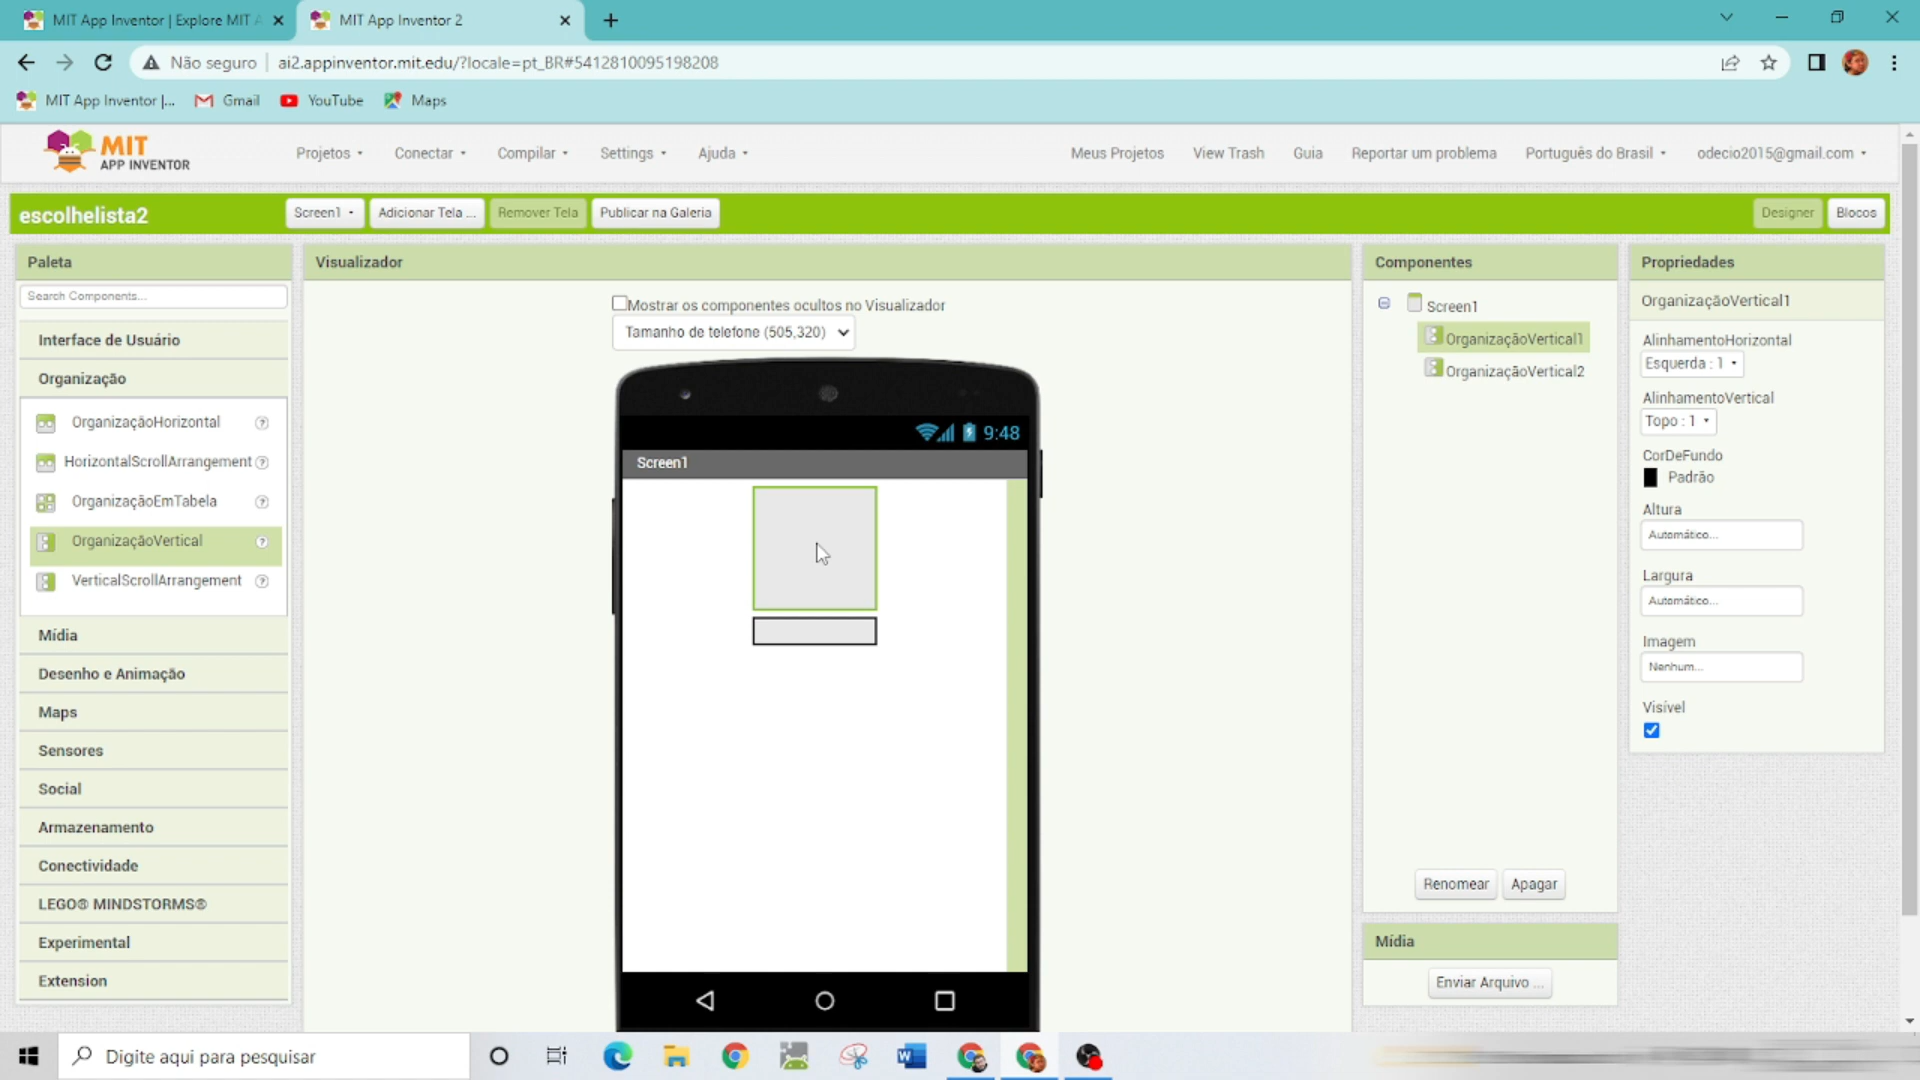 MIT App Inventor | Explore MIT A
MIT App Inventor 2
Não seguro
ai2.appinventor.mit.edu/?locale=pt_BR#5412810095198208
MIT App Inventor |...
Gmail
YouTube
Maps
MIT
APP INVENTOR
Projetos
Conectar
Compilar
Settings
Ajuda
Meus Projetos
View Trash
Guia
Reportar um problema
Português do Brasil
odecio2015@gmail.com
escolhelista2
Screen1
Adicionar Tela ...
Remover Tela
Publicar na Galeria
Designer
Blocos
Paleta
Search Components...
Interface de Usuário
Organização
OrganizaçãoHorizontal
HorizontalScrollArrangement
OrganizaçãoEmTabela
OrganizaçãoVertical
VerticalScrollArrangement
Mídia
Desenho e Animação
Maps
Sensores
Social
Armazenamento
Conectividade
LEGO® MINDSTORMS®
Experimental
Extension
Visualizador
Mostrar os componentes ocultos no Visualizador
Tamanho de telefone (505,320)
9:48
Screen1
Componentes
Screen1
OrganizaçãoVertical1
OrganizaçãoVertical2
Renomear
Apagar
Mídia
Enviar Arquivo ...
Propriedades
OrganizaçãoVertical1
AlinhamentoHorizontal
Esquerda : 1
AlinhamentoVertical
Topo : 1
CorDeFundo
Padrão
Altura
Automático...
Largura
Automático...
Imagem
Nenhum...
Visível
Digite aqui para pesquisar